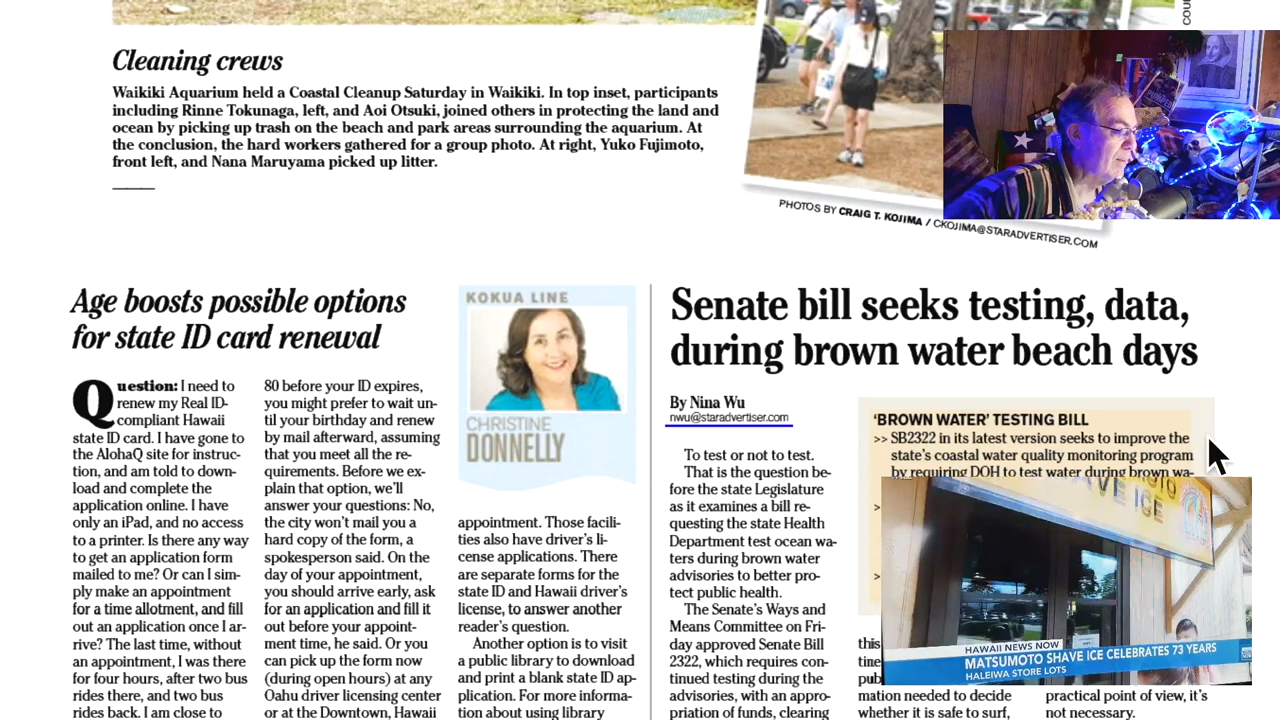 Cleaning crews
Waikiki Aquarium held a Coastal Cleanup Saturday in Waikiki. In top inset, participants
including Rinne Tokunaga, left, and Aoi Otsuki, joined others in protecting the land and
ocean by picking up trash on the beach and park areas surrounding the aquarium. At
the conclusion, the hard workers gathered for a group photo. At right, Yuko Fujimoto,
front left, and Nana Maruyama picked up litter.
PHOTOS BY CRAIG T. KOJIMA / CKOJIMA@STARADVERTISER.COM
Age boosts possible options
for state ID card renewal
Question: I need to
renew my Real ID-
compliant Hawaii
state ID card. I have gone to
the AlohaQ site for instruc-
tion, and am told to down-
load and complete the
application online. I have
only an iPad, and no access
to a printer. Is there any way
to get an application form
mailed to me? Or can I sim-
ply make an appointment
for a time allotment, and fill
out an application once I ar-
rive? The last time, without
an appointment, I was there
for four hours, after two bus
rides there, and two bus
rides back. I am close to
80 before your ID expires,
you might prefer to wait un-
til your birthday and renew
by mail afterward, assuming
that you meet all the re-
quirements. Before we ex-
plain that option, we'll
answer your questions: No,
the city won't mail you a
hard copy of the form, a
spokesperson said. On the
day of your appointment,
you should arrive early, ask
for an application and fill it
out before your appoint-
ment time, he said. Or you
can pick up the form now
(during open hours) at any
Oahu driver licensing center
or at the Downtown, Hawaii
KOKUA LINE
CHRISTINE
DONNELLY
appointment. Those facili-
ties also have driver's li-
cense applications. There
are separate forms for the
state ID and Hawaii driver's
license, to answer another
reader's question.
Another option is to visit
a public library to download
and print a blank state ID ap-
plication. For more informa-
tion about using library
Senate bill seeks testing, data,
during brown water beach days
By Nina Wu
nwu@staradvertiser.com
To test or not to test.
That is the question be-
fore the state Legislature
as it examines a bill re-
questing the state Health
Department test ocean wa-
ters during brown water
advisories to better pro-
tect public health.
The Senate's Ways and
Means Committee on Fri-
day approved Senate Bill
2322, which requires con-
tinued testing during the
advisories, with an appro-
priation of funds, clearing
'BROWN WATER' TESTING BILL
>> SB2322 in its latest version seeks to improve the
state's coastal water quality monitoring program
by requiring DOH to test water during brown wa-
>
>
this
tine
pub
mation needed to decide
whether it is safe to surf,
practical point of view, it's
not necessary.
AVE ICE
HAWAII NEWS NOW
MATSUMOTO SHAVE ICE CELEBRATES 73 YEARS
HALEIWA STORE LOTS